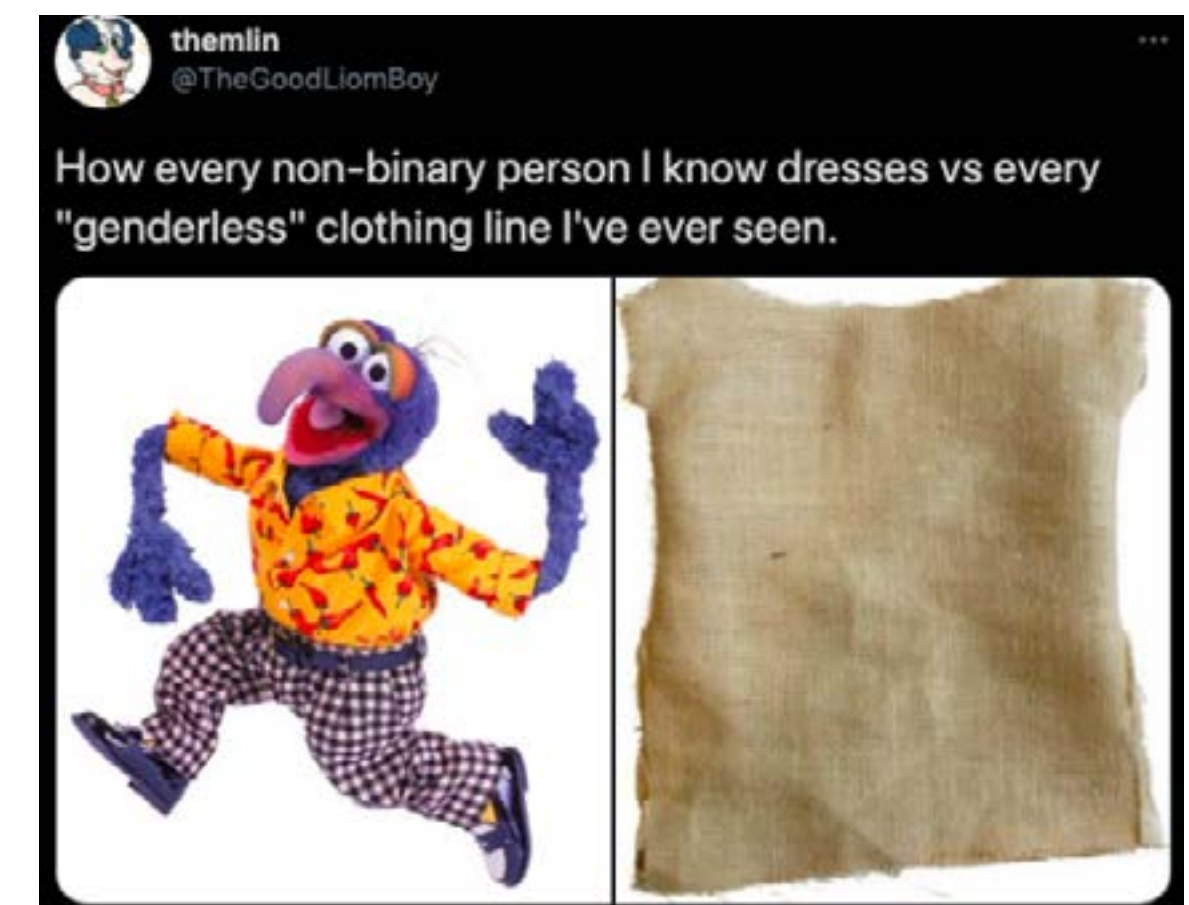 themlin
@TheGoodLiomBoy
How every non-binary person I know dresses vs every
"genderless" clothing line I've ever seen.